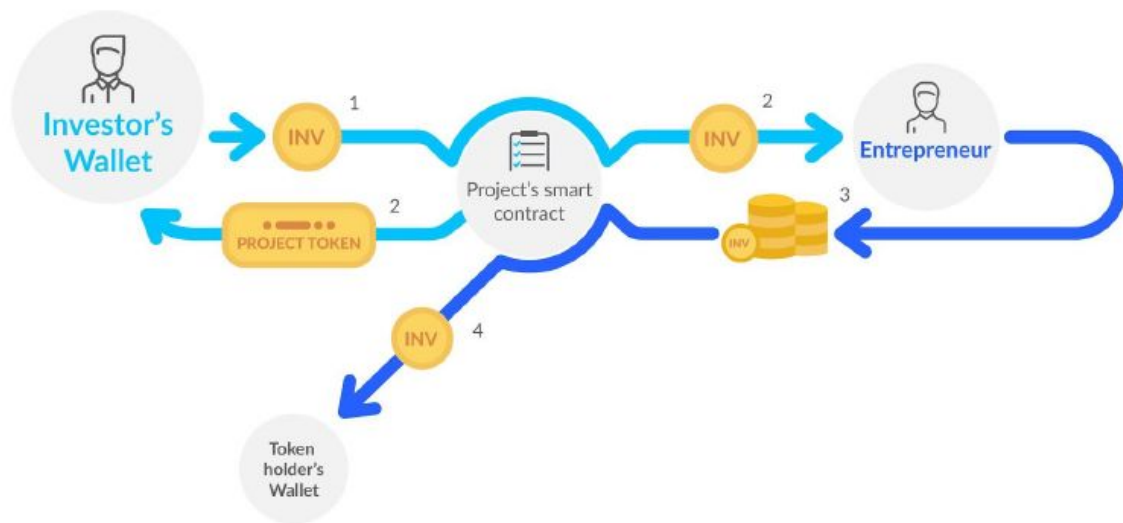 Investor's
Wallet
INV
1
Project's smart
contract
INV
2
Entrepreneur
PROJECT TOKEN
2
INV
3
INV
4
Token
holder's
Wallet